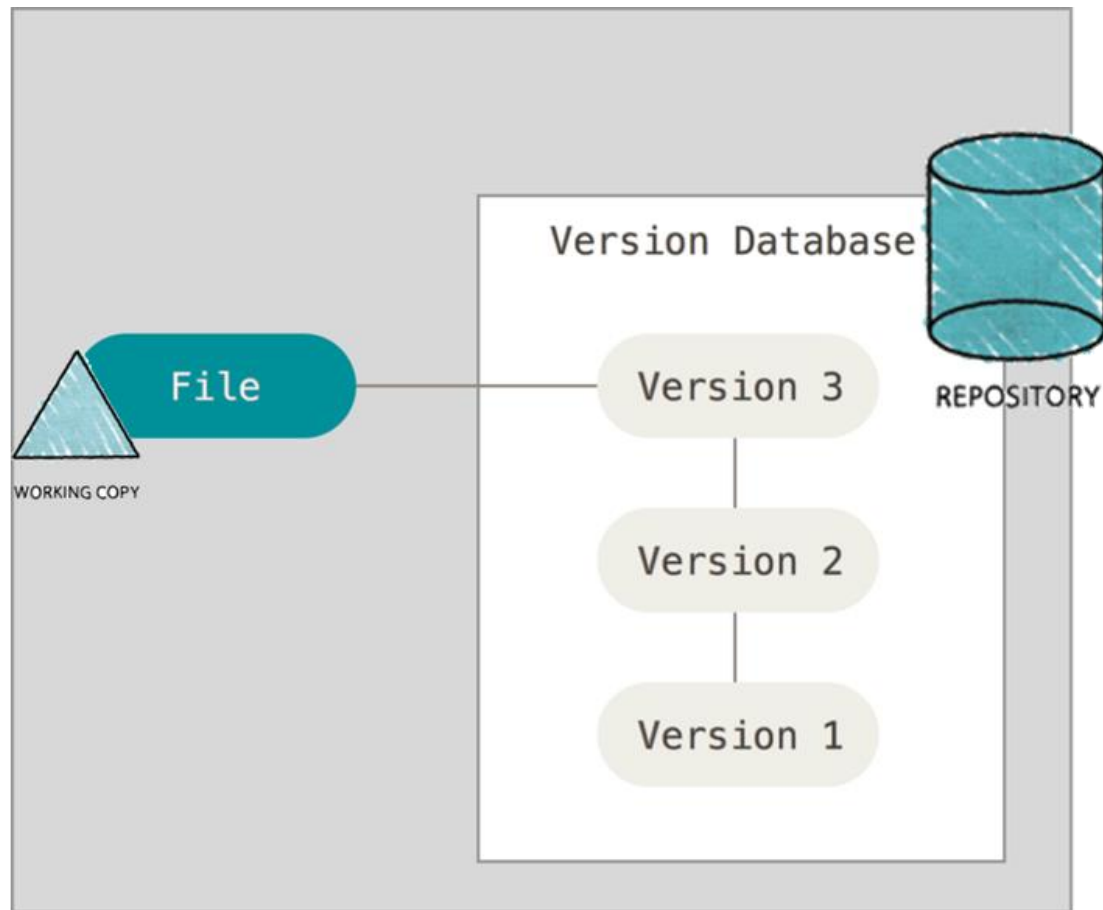 Version Database
File
Version 3
REPOSITORY
WORKING COPY
Version 2
Version 1